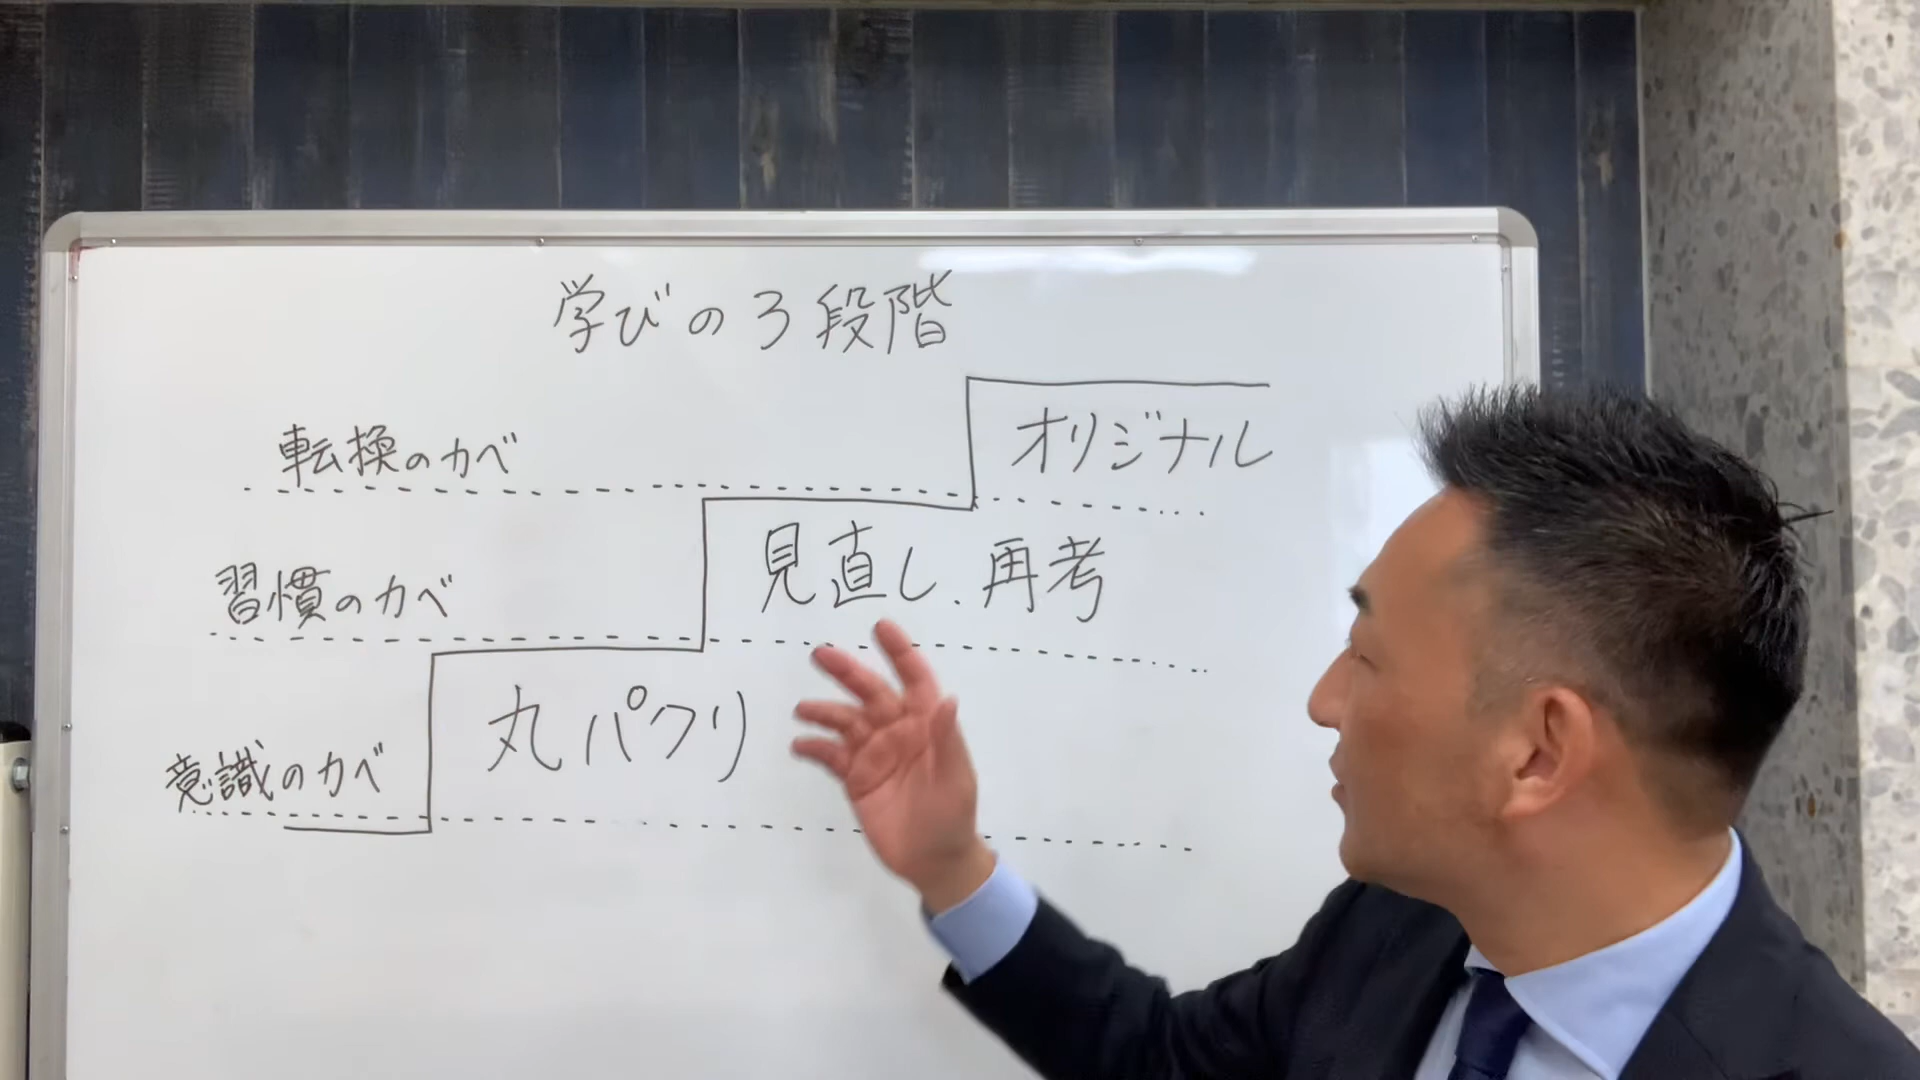 学びの3段階
転換のカベ
オリジナル
習慣のカベ
見直し.再考
意識のカベ
丸パクリ